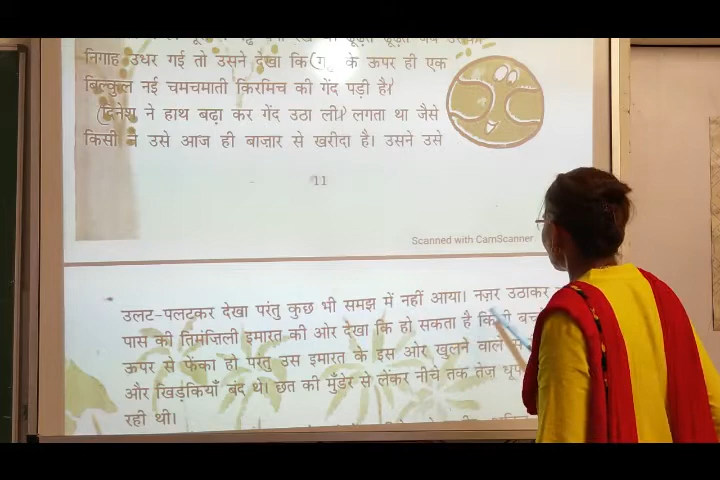 निगाह उधर गई तो उसने देखा कि के ऊपर ही एक
बिल्कुल नई चमचमाती किरमिच की गेंद पड़ी है।
दिनेश ने हाथ बढ़ा कर गेंद उठा ली। लगता था जैसे
किसी ने उसे आज ही बाज़ार से खरीदा है। उसने उसे
11
Scanned with CamScanner
उलट-पलटकर देखा परंतु कुछ भी समझ में नहीं आया। नज़र उठाकर
पास की तिमंज़िली इमारत की ओर देखा कि हो सकता है
ऊपर से फेंका हो परंतु उस इमारत के इस ओर खुलने वाले
और खिड़कियाँ बंद थे। छत की मुंडेर से लेकर नीचे तक तेज़ धूप
रही थी।